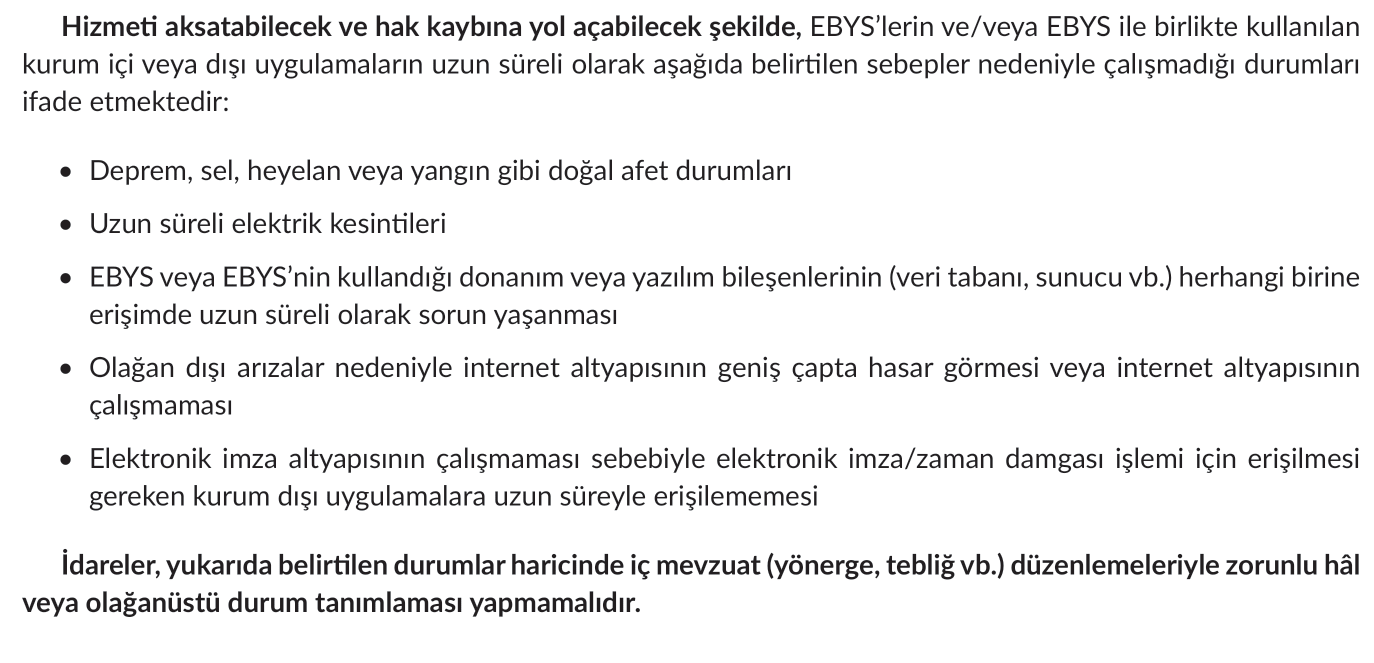 Hizmeti aksatabilecek ve hak kaybına yol açabilecek şekilde, EBYS’lerin ve/veya EBYS ile birlikte kullanılan
kurum içi veya dışı uygulamaların uzun süreli olarak aşağıda belirtilen sebepler nedeniyle çalışmadığı durumları
ifade etmektedir:
• Deprem, sel, heyelan veya yangın gibi doğal afet durumları
• Uzun süreli elektrik kesintileri
• EBYS veya EBYS’nin kullandığı donanım veya yazılım bileşenlerinin (veri tabanı, sunucu vb.) herhangi birine
erişimde uzun süreli olarak sorun yaşanması
• Olağan dışı arızalar nedeniyle internet altyapısının geniş çapta hasar görmesi veya internet altyapısının
çalışmaması
• Elektronik imza altyapısının çalışmaması sebebiyle elektronik imza/zaman damgası işlemi için erişilmesi
gereken kurum dışı uygulamalara uzun süreyle erişilememesi
İdareler, yukarıda belirtilen durumlar haricinde iç mevzuat (yönerge, tebliğ vb.) düzenlemeleriyle zorunlu hâl
veya olağanüstü durum tanımlaması yapmamalıdır.